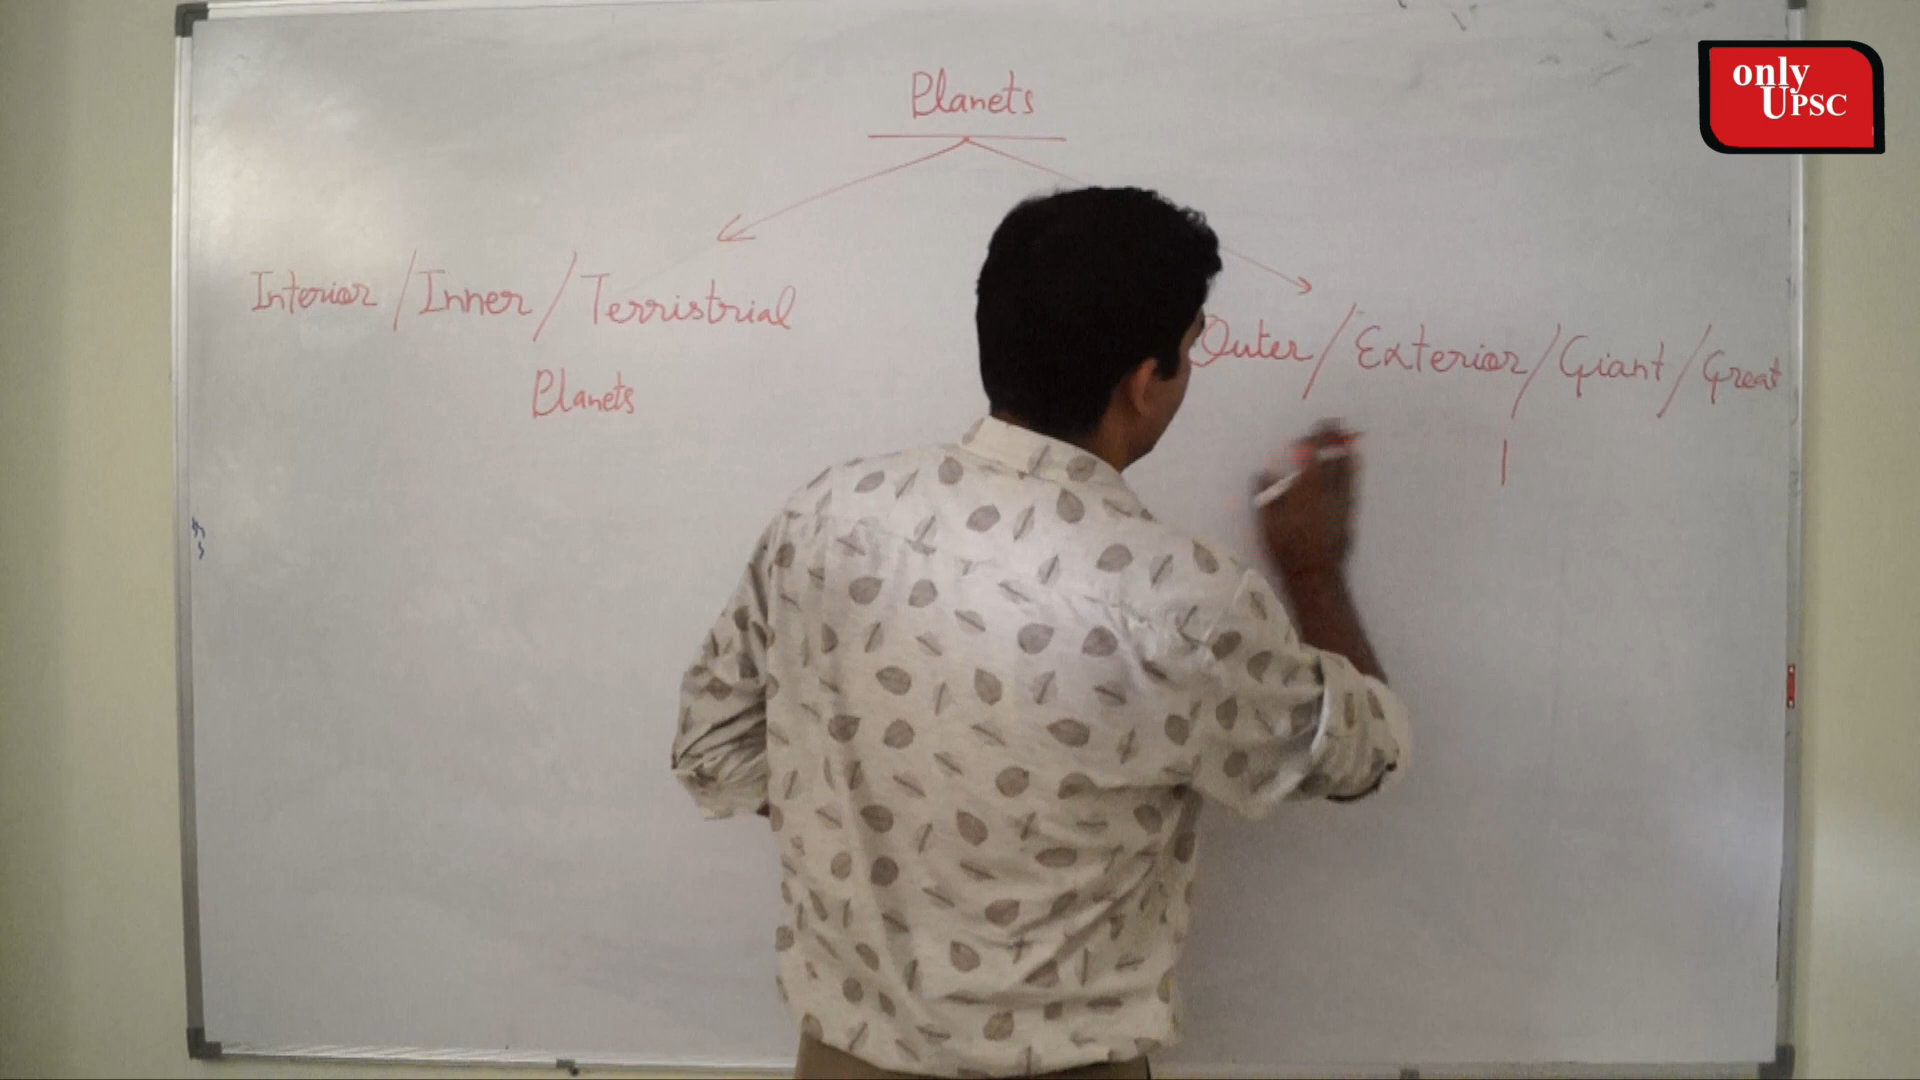 only
UPSC
Planets
Interior / Inner / Terristrial
Planets
Outer / Exterior / Giant / Great